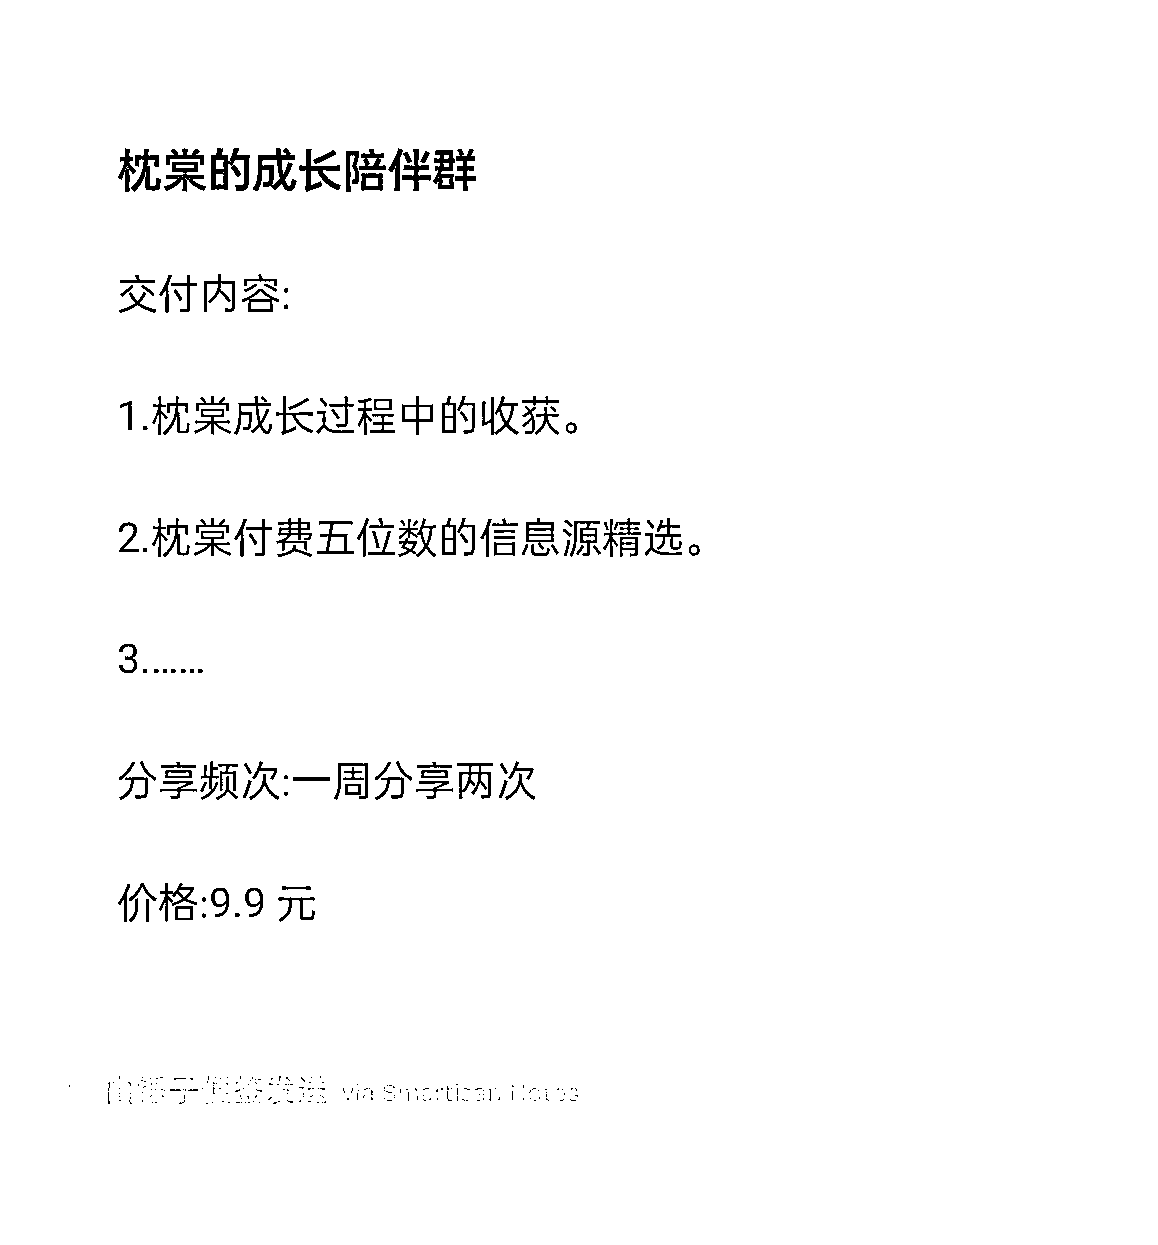 枕棠的成长陪伴群
交付内容:
1.枕棠成长过程中的收获。
2.枕棠付费五位数的信息源精选。
3.……
分享频次:一周分享两次
价格:9.9 元
由锤子便签发送 via Smartisan Notes